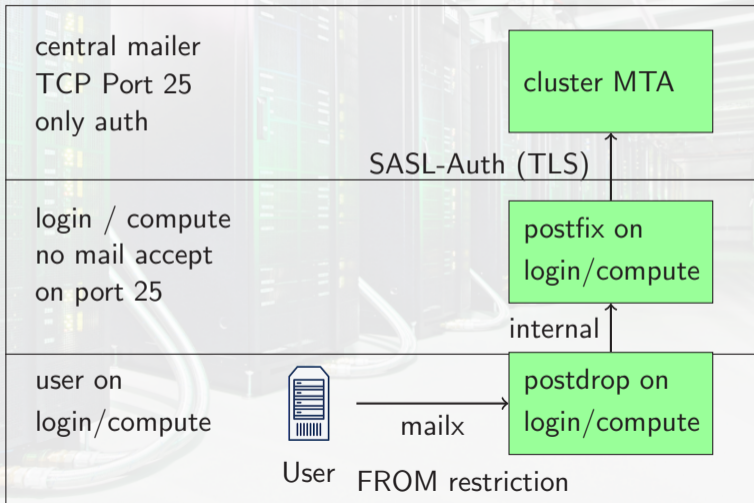 central mailer
TCP Port 25
only auth
cluster MTA
SASL-Auth (TLS)
login / compute
no mail accept
on port 25
postfix on
login/compute
internal
user on
login/compute
User
mailx
FROM restriction
postdrop on
login/compute